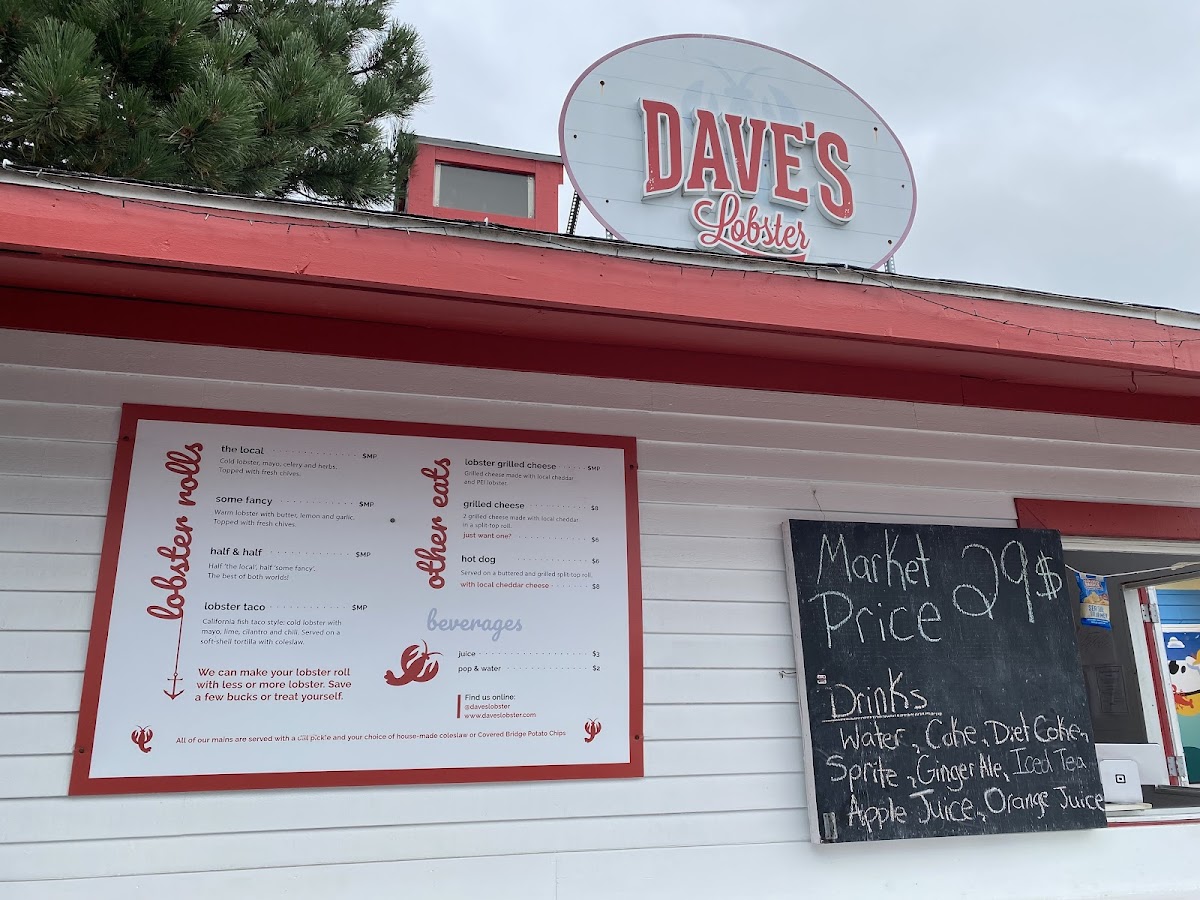 DAVE'S
Lobster
lobster rolls
the local $MP
Cold lobster, mayo, celery and herbs.
Topped with fresh chives.
some fancy $MP
Warm lobster with butter, lemon and garlic.
Topped with fresh chives.
half & half $MP
Half 'the local', half 'some fancy'.
The best of both worlds!
lobster taco $MP
California fish taco style: cold lobster with
mayo, lime, cilantro and chili. Served on a
soft-shell tortilla with coleslaw.
We can make your lobster roll
with less or more lobster. Save
a few bucks or treat yourself.
other eats
lobster grilled cheese $MP
Grilled cheese made with local cheddar
and PEI lobster.
grilled cheese $9
2 grilled cheese made with local cheddar
in a split-top roll.
just want one? $6
hot dog $6
Served on a buttered and grilled split-top roll.
with local cheddar cheese $8
beverages
juice $3
pop & water $2
Find us online:
@daveslobster
www.daveslobster.com
All of our mains are served with a dill pickle and your choice of house-made coleslaw or Covered Bridge Potato Chips
Market
Price 29$
Drinks
Water, Coke, Diet Coke,
Sprite, Ginger Ale, Iced Tea
Apple Juice, Orange Juice